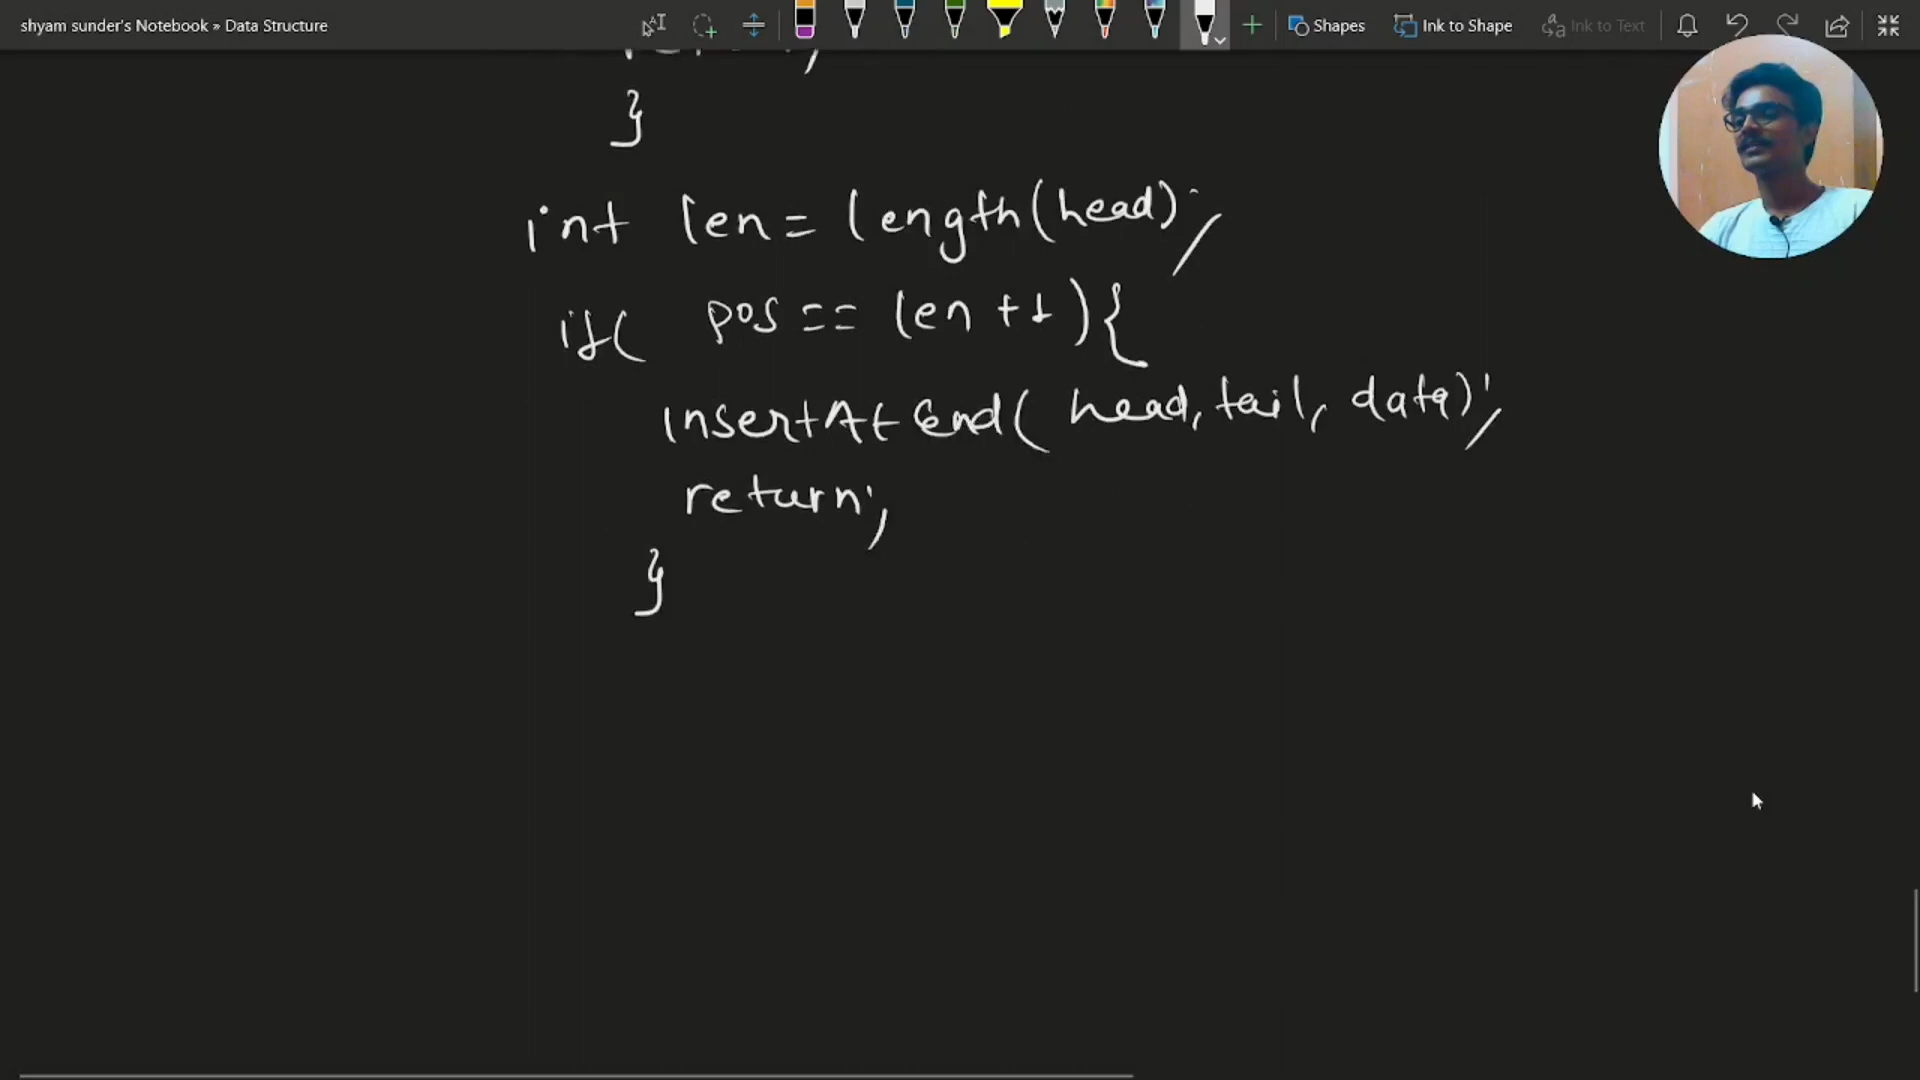 shyam sunder's Notebook » Data Structure
Shapes
Ink to Shape
Ink to Text
}
int len = length(head);
if( pos == len + 1 ){
insertAtEnd( head, tail, data);
return;
}